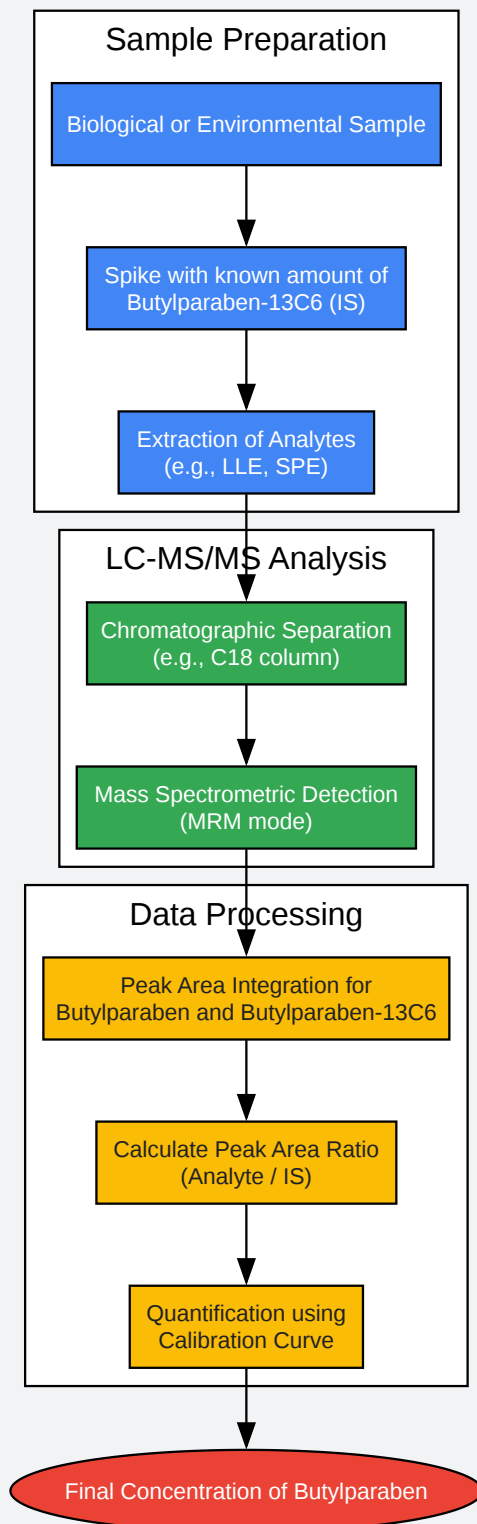 Sample Preparation
Biological or Environmental Sample
Spike with known amount of
Butylparaben-13C6 (IS)
Extraction of Analytes
(e.g., LLE, SPE)
LC-MS/MS Analysis
Chromatographic Separation
(e.g., C18 column)
Mass Spectrometric Detection
(MRM mode)
Data Processing
Peak Area Integration for
Butylparaben and Butylparaben-13C6
Calculate Peak Area Ratio
(Analyte / IS)
Quantification using
Calibration Curve
Final Concentration of Butylparaben